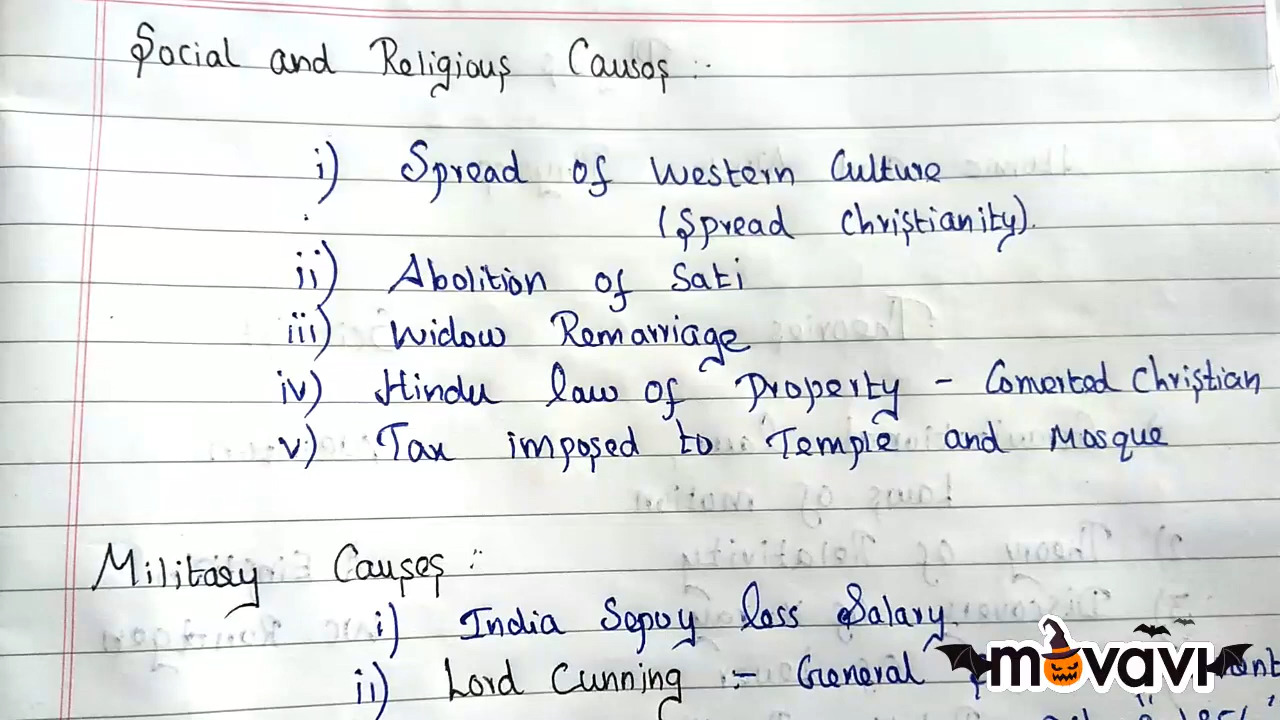 Social and Religious Causes :-
i) Spread of Western Culture
(Spread Christianity).
ii) Abolition of Sati
iii) Widow Remarriage
iv) Hindu law of Property - Converted Christian
v) Tax imposed to Temple and Mosque
Military Causes :
i) India Sepoy less Salary.
ii) Lord Cunning :- General
movavi